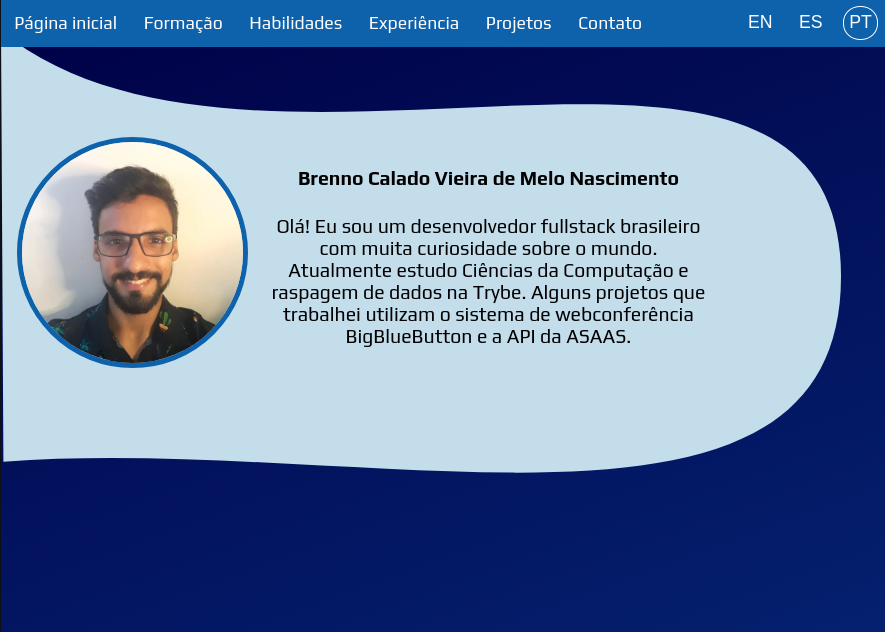 Página inicial Formação Habilidades Experiência Projetos Contato EN ES PT
Brenno Calado Vieira de Melo Nascimento
Olá! Eu sou um desenvolvedor fullstack brasileiro
com muita curiosidade sobre o mundo.
Atualmente estudo Ciências da Computação e
raspagem de dados na Trybe. Alguns projetos que
trabalhei utilizam o sistema de webconferência
BigBlueButton e a API da ASAAS.